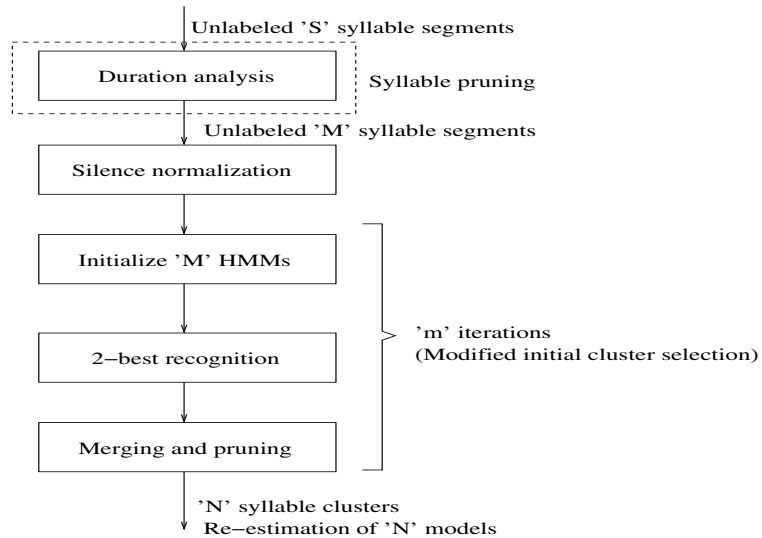 Unlabeled 'S' syllable segments
Duration analysis
Syllable pruning
Unlabeled 'M' syllable segments
Silence normalization
Initialize 'M' HMMs
'm' iterations
(Modified initial cluster selection)
2-best recognition
Merging and pruning
'N' syllable clusters
Re-estimation of 'N' models